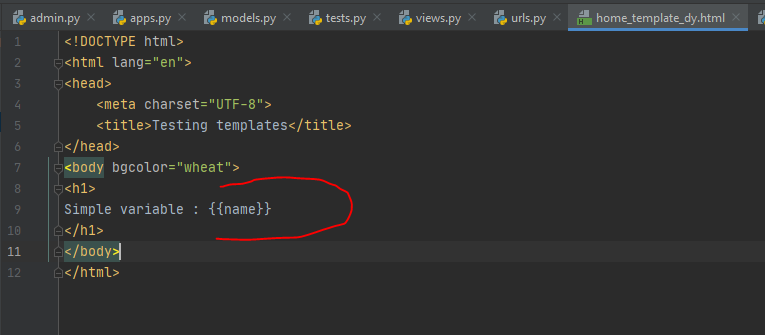 admin.py apps.py models.py tests.py views.py urls.py home_template_dy.html
1 <!DOCTYPE html>
2 <html lang="en">
3 <head>
4 <meta charset="UTF-8">
5 <title>Testing templates</title>
6 </head>
7 <body bgcolor="wheat">
8 <h1>
9 Simple variable : {{name}}
10 </h1>
11 </body>
12 </html>